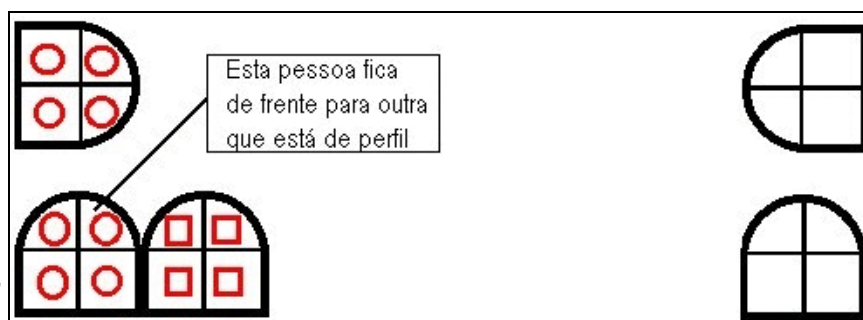 Esta pessoa fica
de frente para outra
que está de perfil